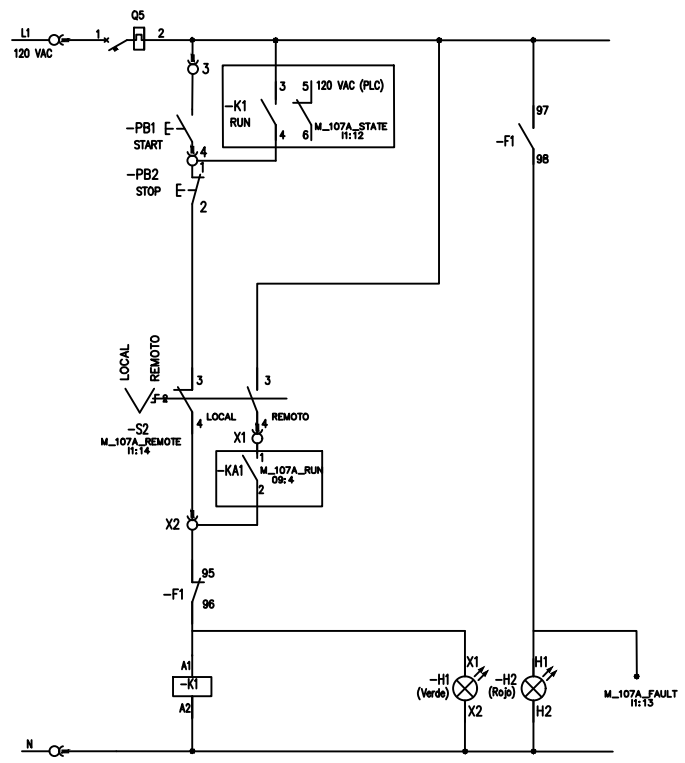 Q5
L1
1
2
120 VAC
3
3
5
120 VAC (PLC)
-K1
RUN
4
6
M_107A_STATE
I1:12
-PB1
START
4
1
-PB2
STOP
2
97
-F1
98
LOCAL
REMOTO
3
3
F2
-S2
M_107A_REMOTE
I1:14
4
LOCAL
4
REMOTO
X1
1
-KA1
M_107A_RUN
O9:4
2
X2
95
-F1
96
A1
-K1
A2
X1
-H1
(Verde)
X2
H1
-H2
(Rojo)
H2
M_107A_FAULT
I1:13
N